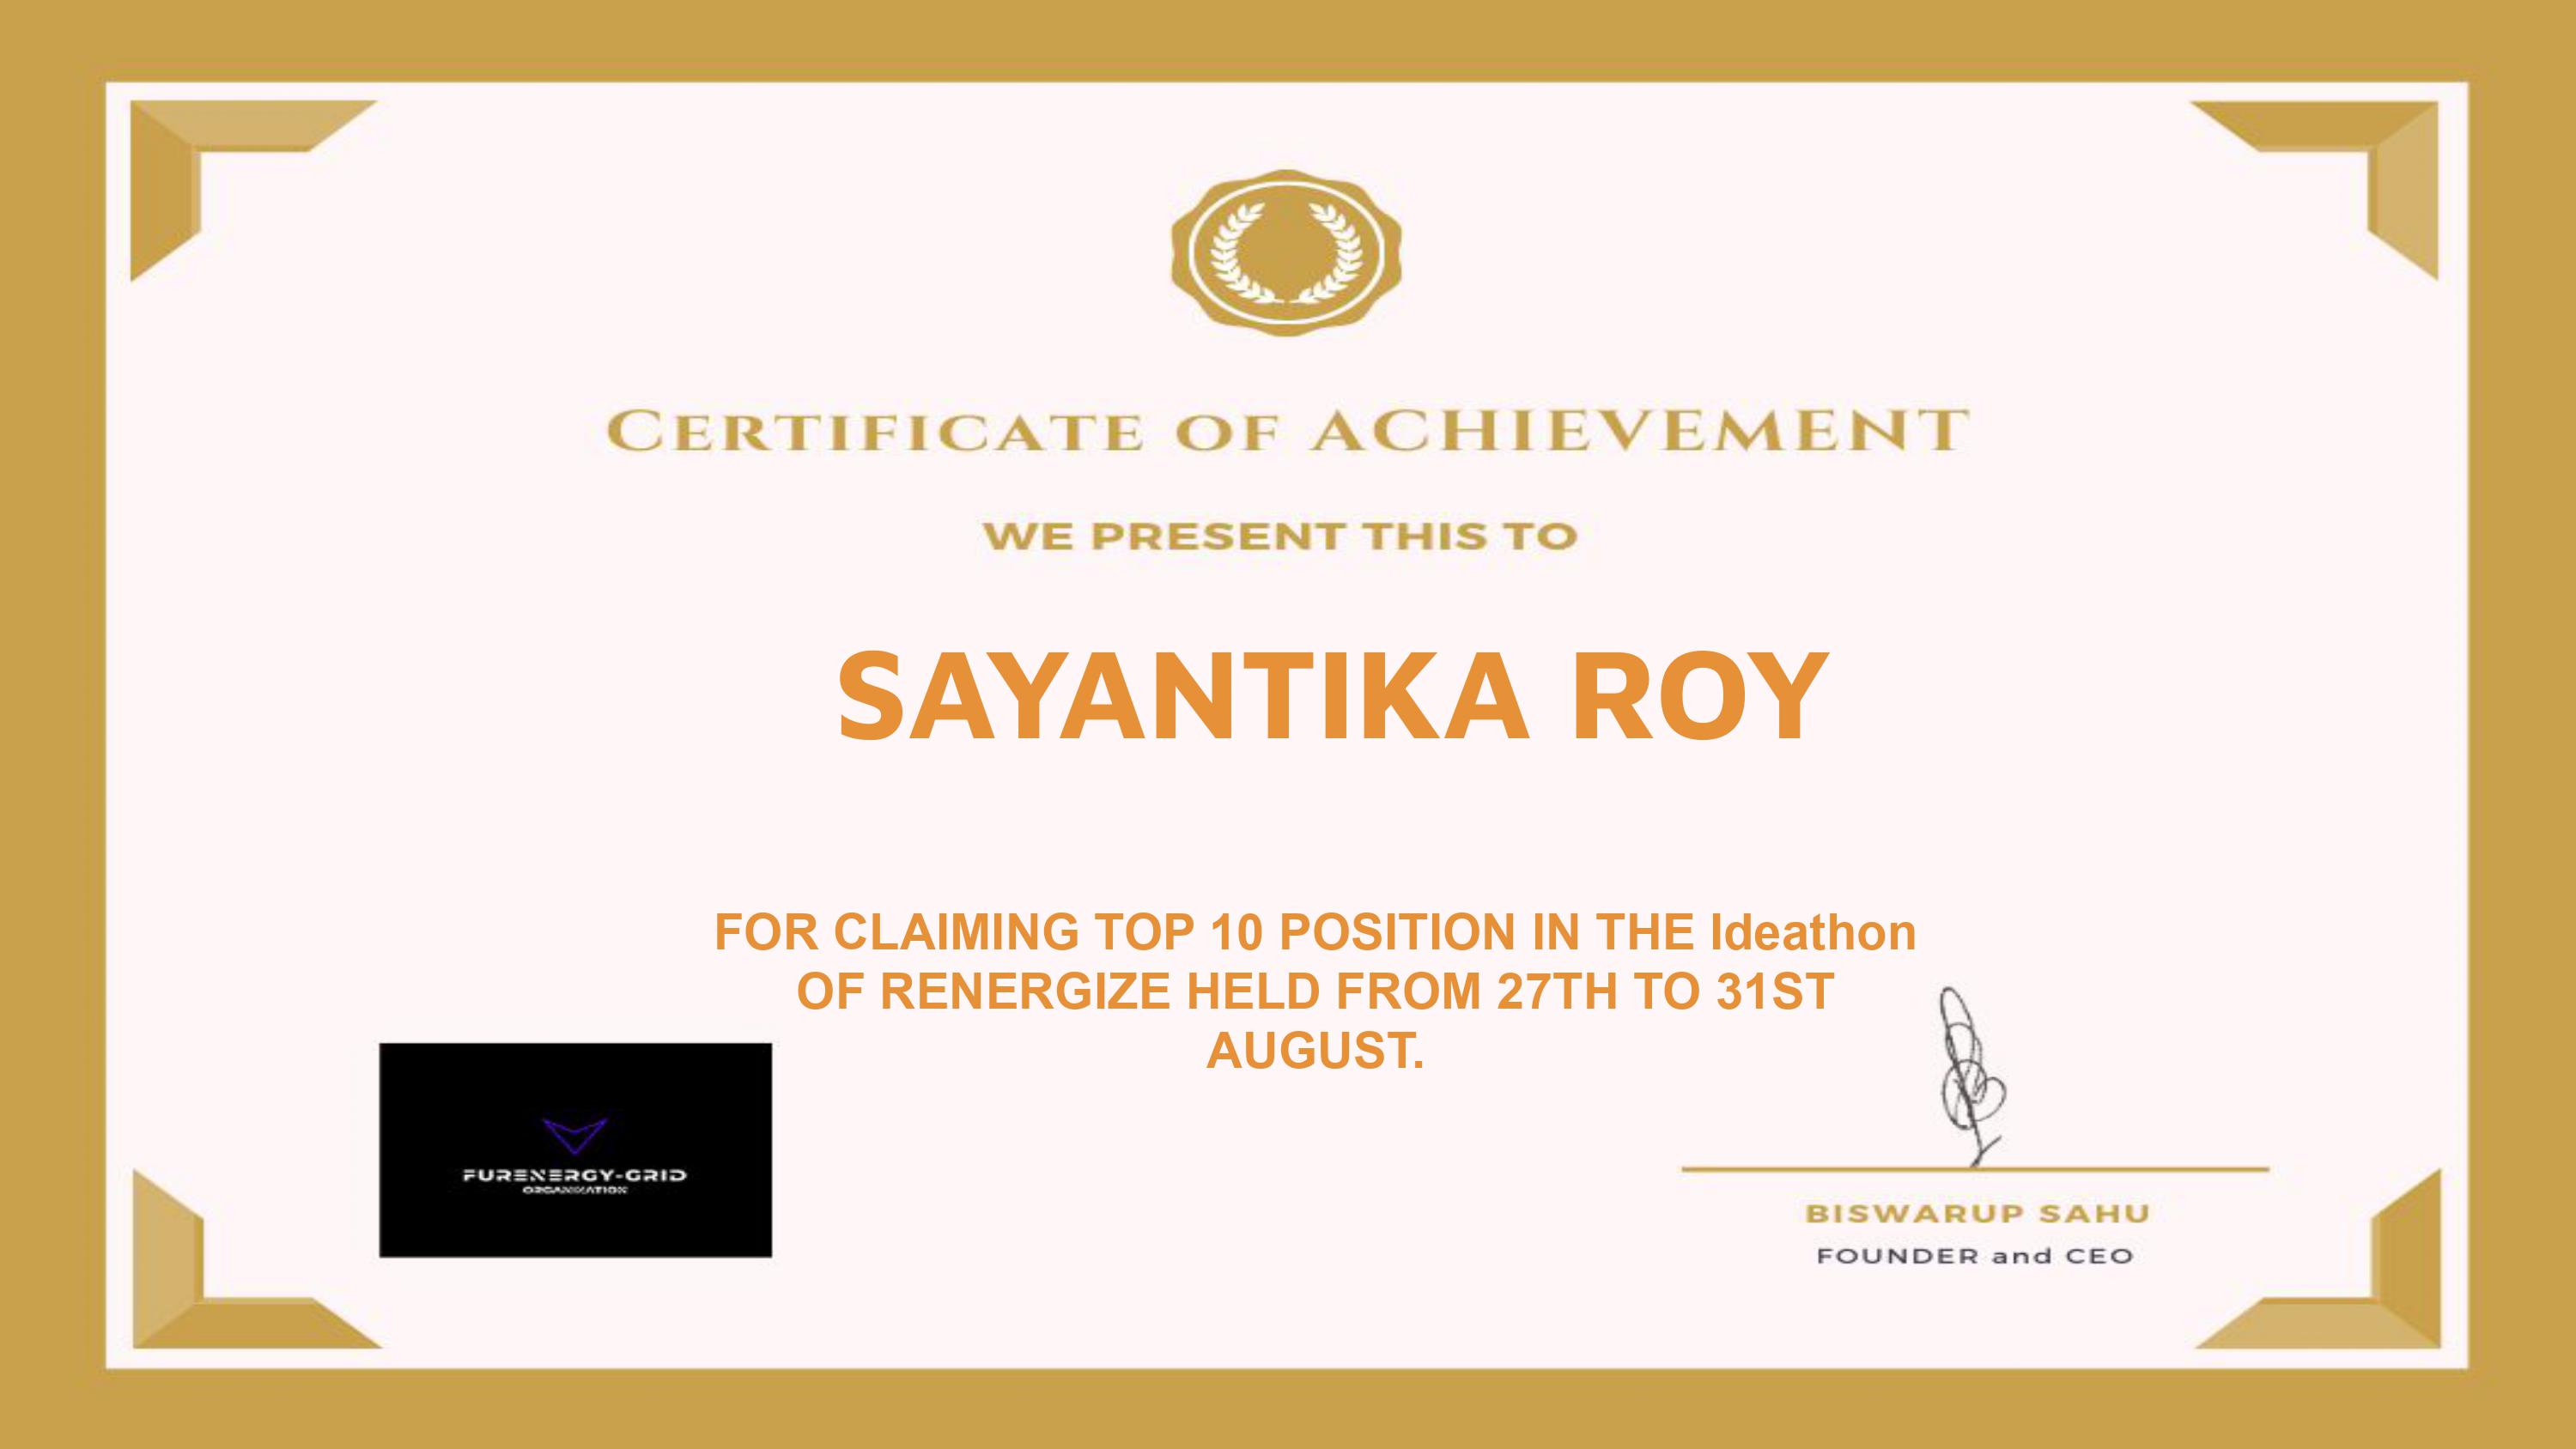 CERTIFICATE OF ACHIEVEMENT
WE PRESENT THIS TO
SAYANTIKA ROY
FOR CLAIMING TOP 10 POSITION IN THE Ideathon
OF RENERGIZE HELD FROM 27TH TO 31ST
AUGUST.
FURENERGY-GRID
ORGANIZATION
BISWARUP SAHU
FOUNDER and CEO